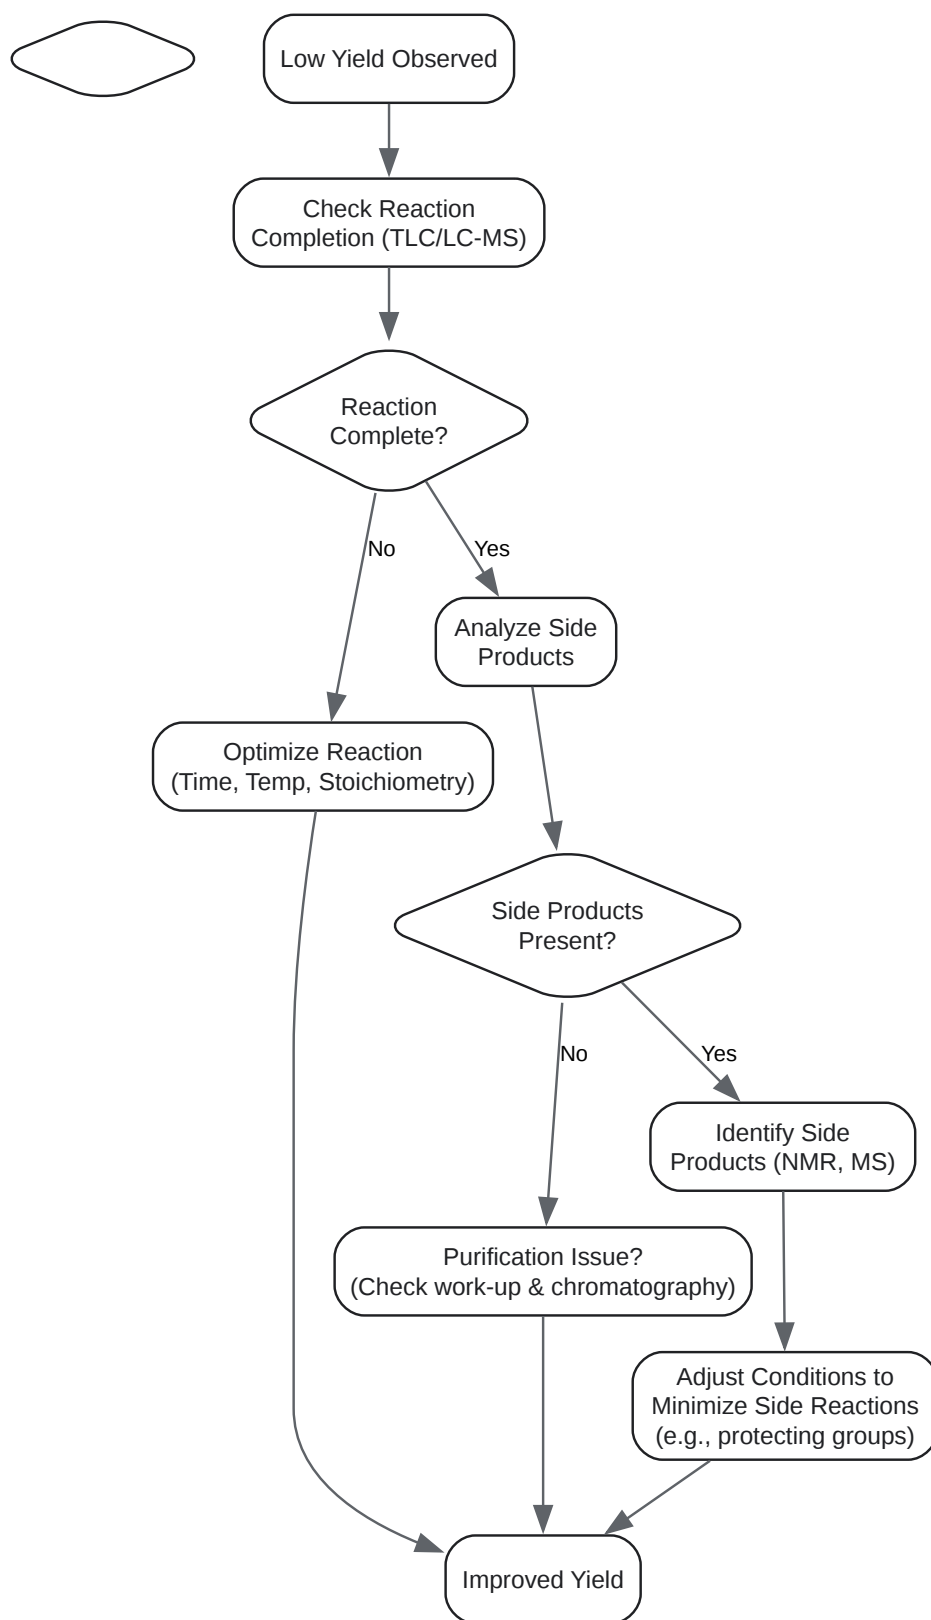 Low Yield Observed
Check Reaction
Completion (TLC/LC-MS)
Reaction
Complete?
No
Yes
Analyze Side
Products
Optimize Reaction
(Time, Temp, Stoichiometry)
Side Products
Present?
No
Yes
Identify Side
Products (NMR, MS)
Purification Issue?
(Check work-up & chromatography)
Adjust Conditions to
Minimize Side Reactions
(e.g., protecting groups)
Improved Yield